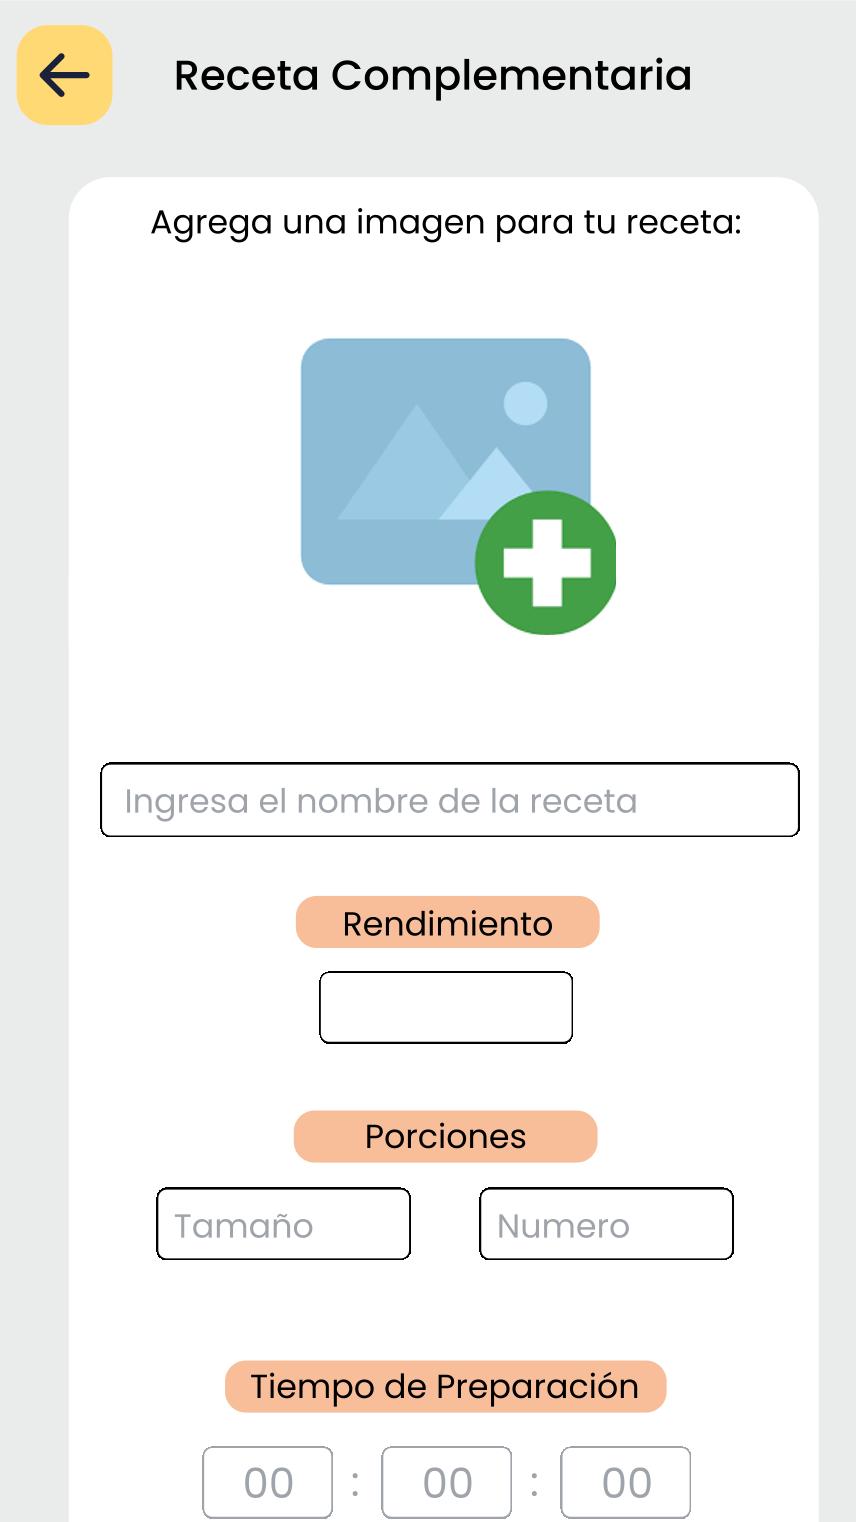 Receta Complementaria
Agrega una imagen para tu receta:
Ingresa el nombre de la receta
Rendimiento
Porciones
Tamaño Numero
Tiempo de Preparación
00 : 00 : 00